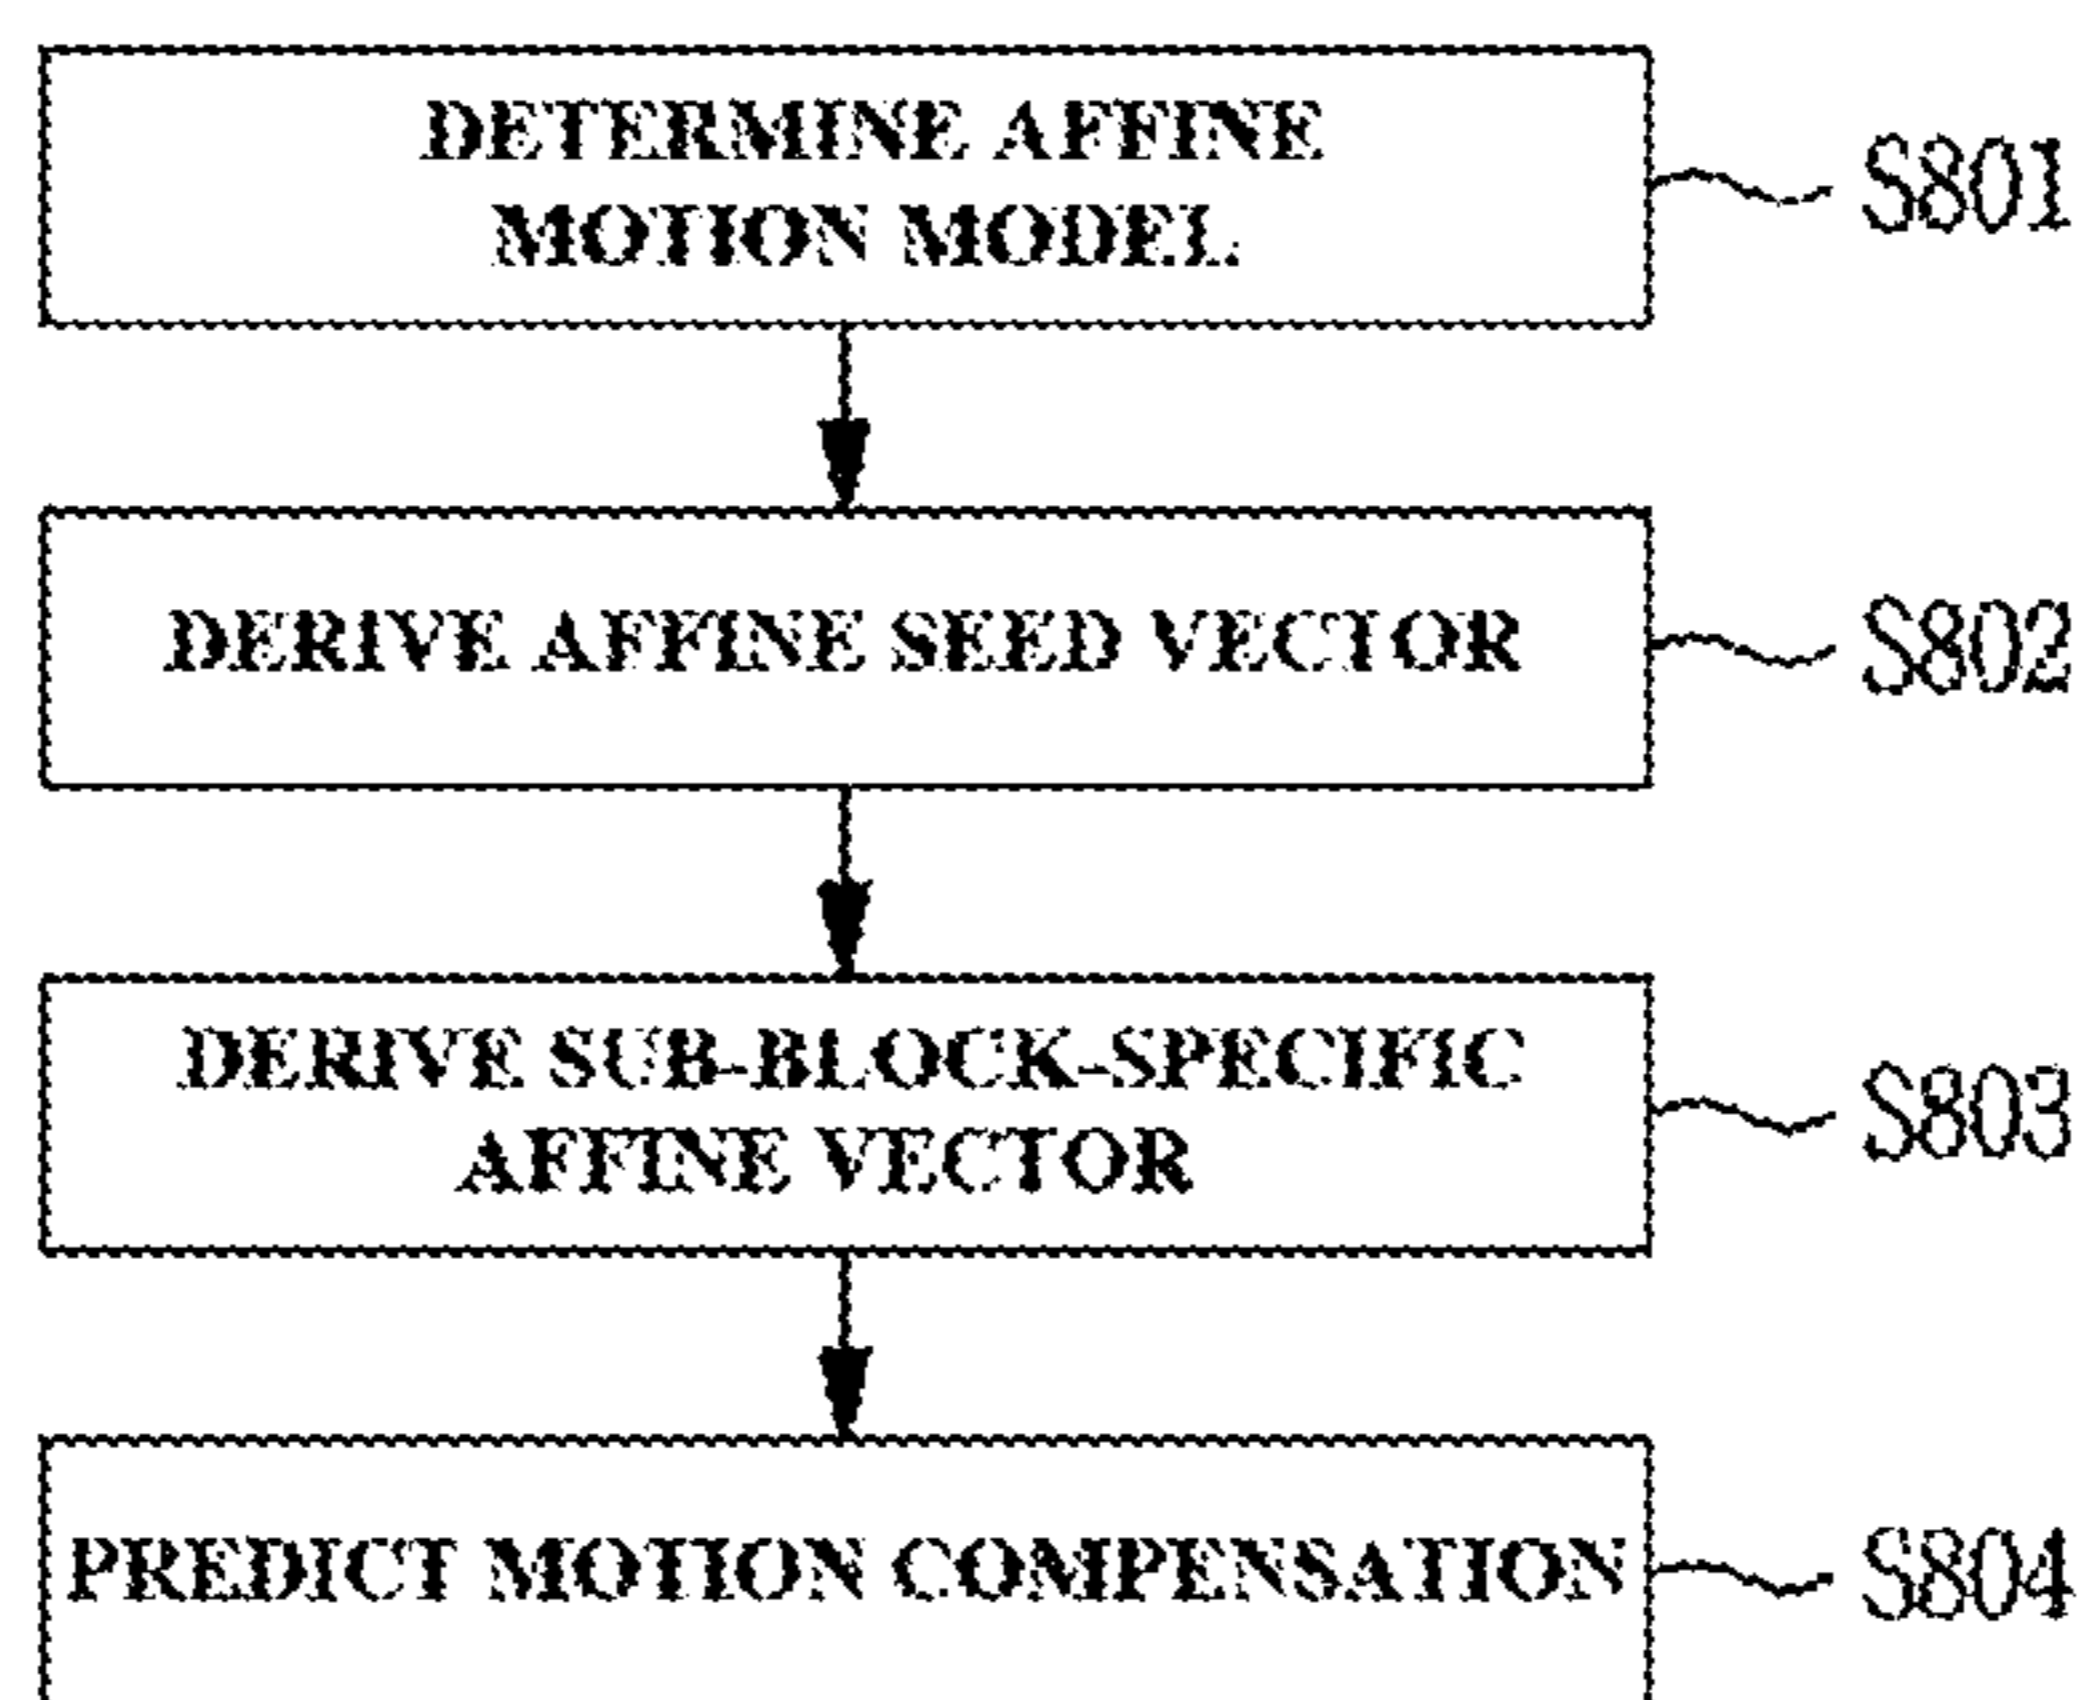 DETERMINE AFFINE
MOTION MODEL
S801
DERIVE AFFINE SEED VECTOR
S802
DERIVE SUB-BLOCK-SPECIFIC
AFFINE VECTOR
S803
PREDICT MOTION COMPENSATION
S804